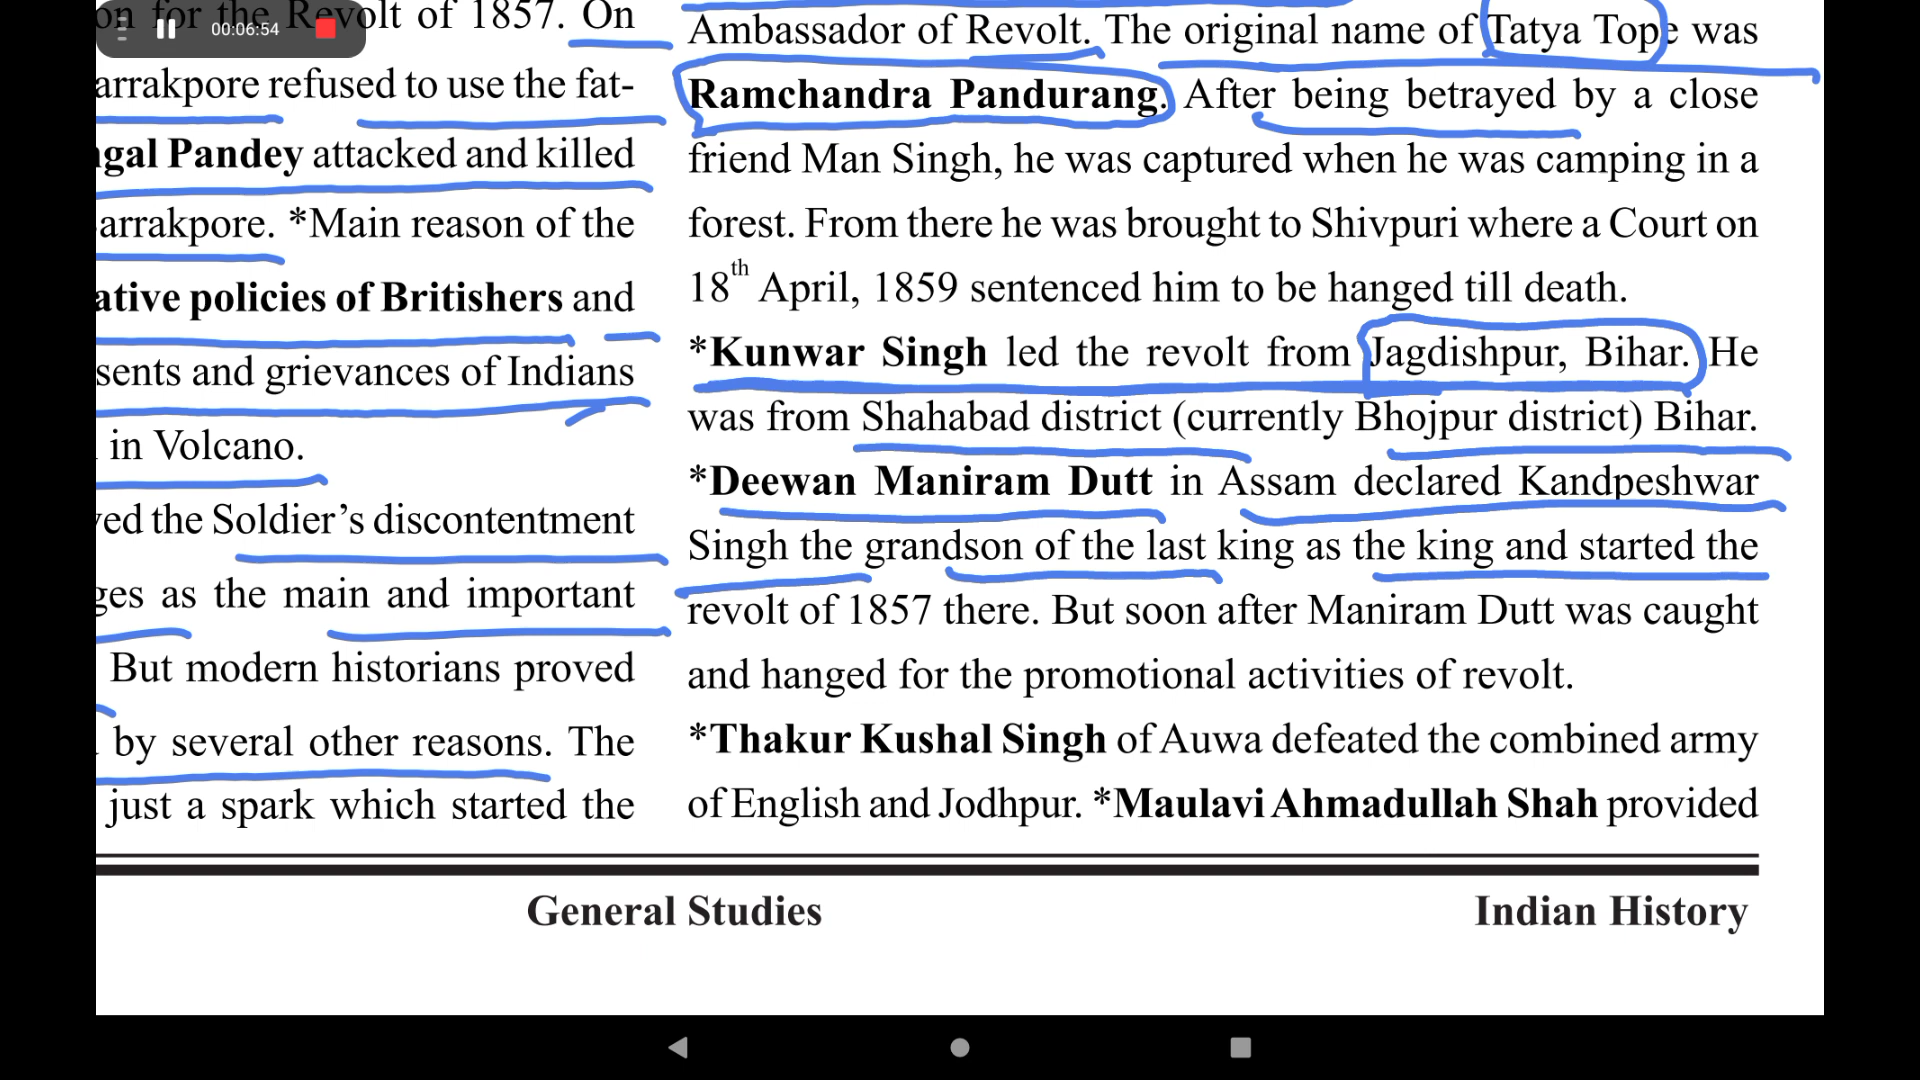 00:06:54
on for the Revolt of 1857. On
arrakpore refused to use the fat-
ngal Pandey attacked and killed
arrakpore. *Main reason of the
ative policies of Britishers and
sents and grievances of Indians
in Volcano.
ved the Soldier's discontentment
ges as the main and important
But modern historians proved
by several other reasons. The
just a spark which started the
Ambassador of Revolt. The original name of Tatya Tope was
Ramchandra Pandurang. After being betrayed by a close
friend Man Singh, he was captured when he was camping in a
forest. From there he was brought to Shivpuri where a Court on
18th April, 1859 sentenced him to be hanged till death.
*Kunwar Singh led the revolt from Jagdishpur, Bihar. He
was from Shahabad district (currently Bhojpur district) Bihar.
*Deewan Maniram Dutt in Assam declared Kandpeshwar
Singh the grandson of the last king as the king and started the
revolt of 1857 there. But soon after Maniram Dutt was caught
and hanged for the promotional activities of revolt.
*Thakur Kushal Singh of Auwa defeated the combined army
of English and Jodhpur. *Maulavi Ahmadullah Shah provided
General Studies
Indian History